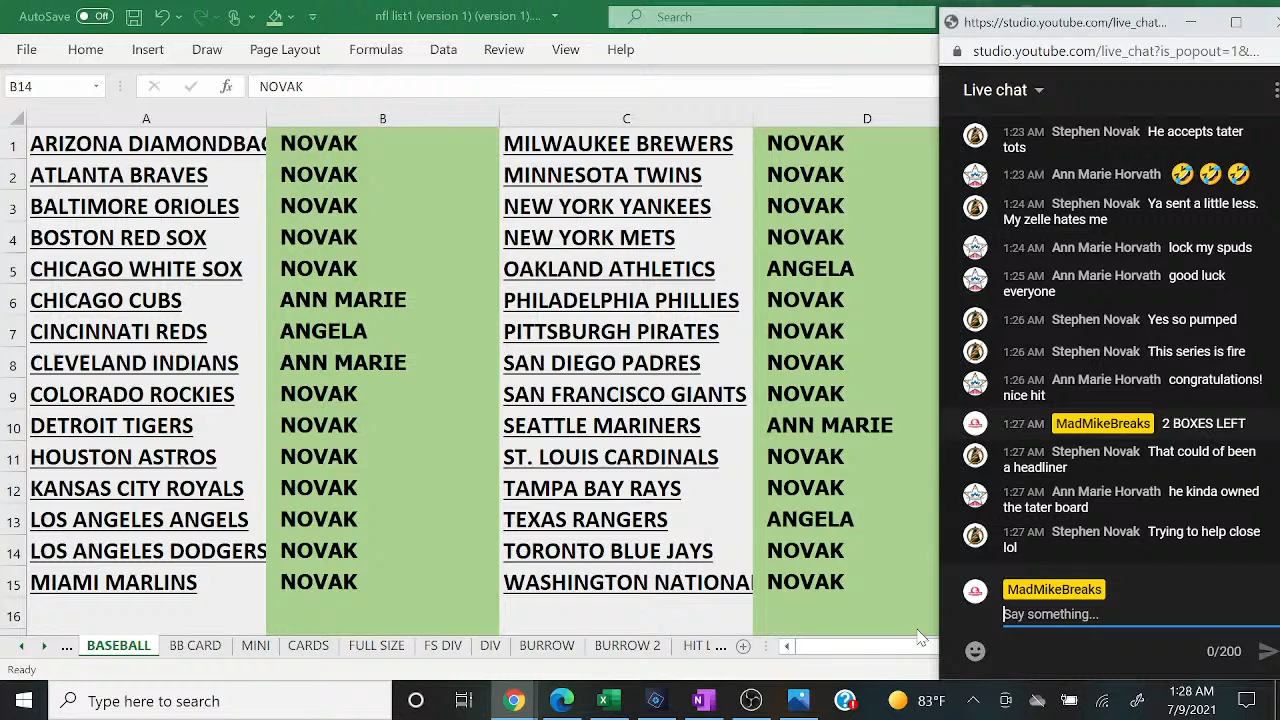 AutoSave Off nfl list1 (version 1) (version 1).... Search
File Home Insert Draw Page Layout Formulas Data Review View Help
B14 fx NOVAK
A B C D
1 ARIZONA DIAMONDBAC NOVAK MILWAUKEE BREWERS NOVAK
2 ATLANTA BRAVES NOVAK MINNESOTA TWINS NOVAK
3 BALTIMORE ORIOLES NOVAK NEW YORK YANKEES NOVAK
4 BOSTON RED SOX NOVAK NEW YORK METS NOVAK
5 CHICAGO WHITE SOX NOVAK OAKLAND ATHLETICS ANGELA
6 CHICAGO CUBS ANN MARIE PHILADELPHIA PHILLIES NOVAK
7 CINCINNATI REDS ANGELA PITTSBURGH PIRATES NOVAK
8 CLEVELAND INDIANS ANN MARIE SAN DIEGO PADRES NOVAK
9 COLORADO ROCKIES NOVAK SAN FRANCISCO GIANTS NOVAK
10 DETROIT TIGERS NOVAK SEATTLE MARINERS ANN MARIE
11 HOUSTON ASTROS NOVAK ST. LOUIS CARDINALS NOVAK
12 KANSAS CITY ROYALS NOVAK TAMPA BAY RAYS NOVAK
13 LOS ANGELES ANGELS NOVAK TEXAS RANGERS ANGELA
14 LOS ANGELES DODGERS NOVAK TORONTO BLUE JAYS NOVAK
15 MIAMI MARLINS NOVAK WASHINGTON NATIONA NOVAK
16
... BASEBALL BB CARD MINI CARDS FULL SIZE FS DIV DIV BURROW BURROW 2 HIT L ...
Ready
https://studio.youtube.com/live_chat...
studio.youtube.com/live_chat?is_popout=1&...
Live chat
1:23 AM Stephen Novak He accepts tater
tots
1:23 AM Ann Marie Horvath 🤣 🤣 🤣
1:24 AM Stephen Novak Ya sent a little less.
My zelle hates me
1:24 AM Ann Marie Horvath lock my spuds
1:25 AM Ann Marie Horvath good luck
everyone
1:26 AM Stephen Novak Yes so pumped
1:26 AM Stephen Novak This series is fire
1:26 AM Ann Marie Horvath congratulations!
nice hit
1:27 AM MadMikeBreaks 2 BOXES LEFT
1:27 AM Stephen Novak That could of been
a headliner
1:27 AM Ann Marie Horvath he kinda owned
the tater board
1:27 AM Stephen Novak Trying to help close
lol
MadMikeBreaks
Say something...
0/200
Type here to search
83°F
1:28 AM
7/9/2021